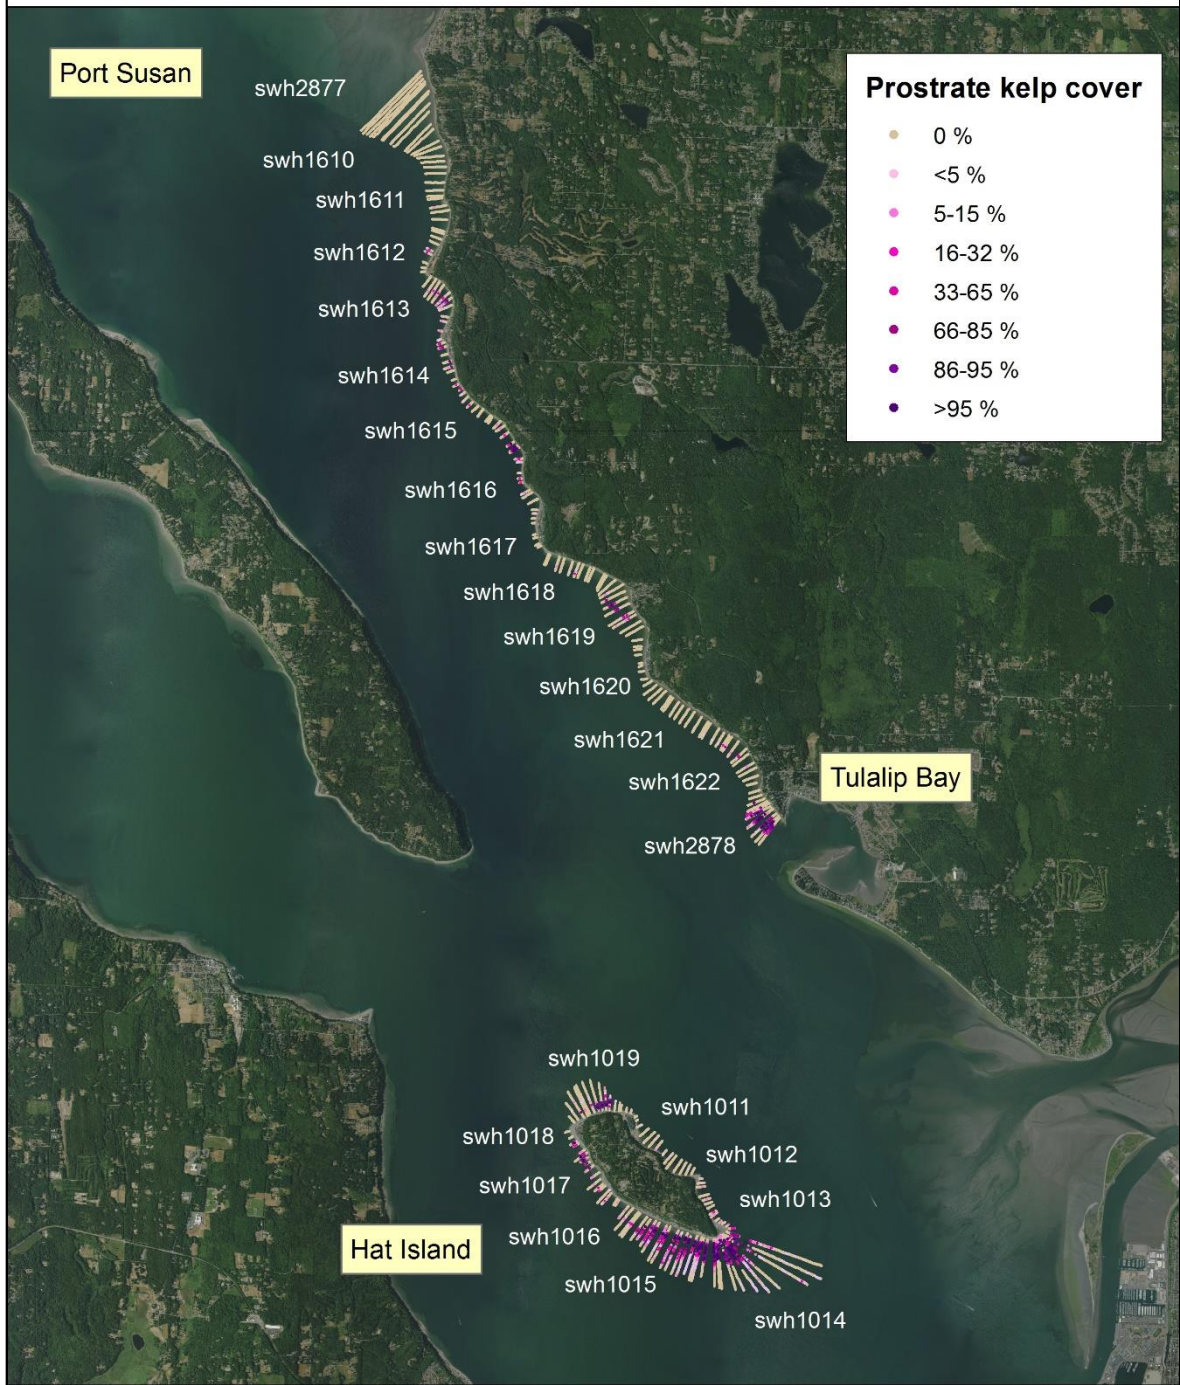 Port Susan
Prostrate kelp cover
0 %
<5 %
5-15 %
16-32 %
33-65 %
66-85 %
86-95 %
>95 %
swh2877
swh1610
swh1611
swh1612
swh1613
swh1614
swh1615
swh1616
swh1617
swh1618
swh1619
swh1620
swh1621
swh1622
Tulalip Bay
swh2878
swh1019
swh1011
swh1018
swh1012
swh1017
swh1013
swh1016
Hat Island
swh1015
swh1014